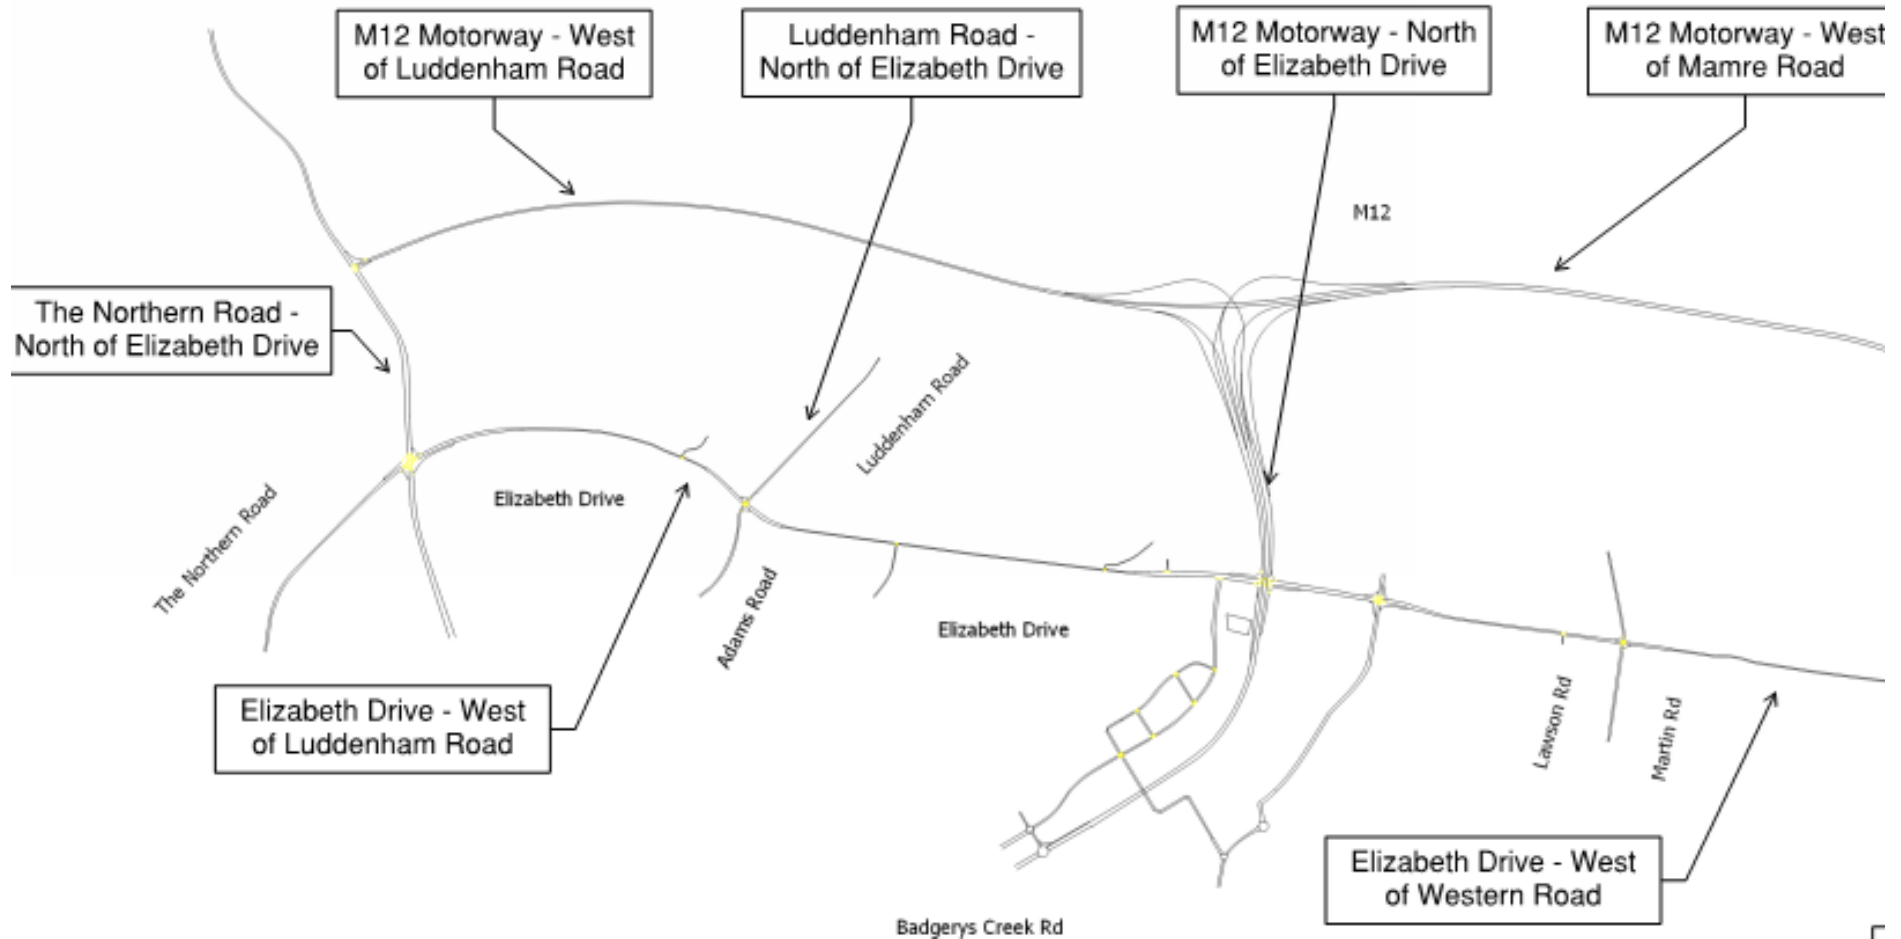 M12 Motorway - West
of Luddenham Road
Luddenham Road -
North of Elizabeth Drive
M12 Motorway - North
of Elizabeth Drive
M12 Motorway - West
of Mamre Road
M12
The Northern Road -
North of Elizabeth Drive
Luddenham Road
Elizabeth Drive
The Northern Road
Adams Road
Elizabeth Drive
Elizabeth Drive - West
of Luddenham Road
Lawson Rd
Martin Rd
Elizabeth Drive - West
of Western Road
Badgerys Creek Rd